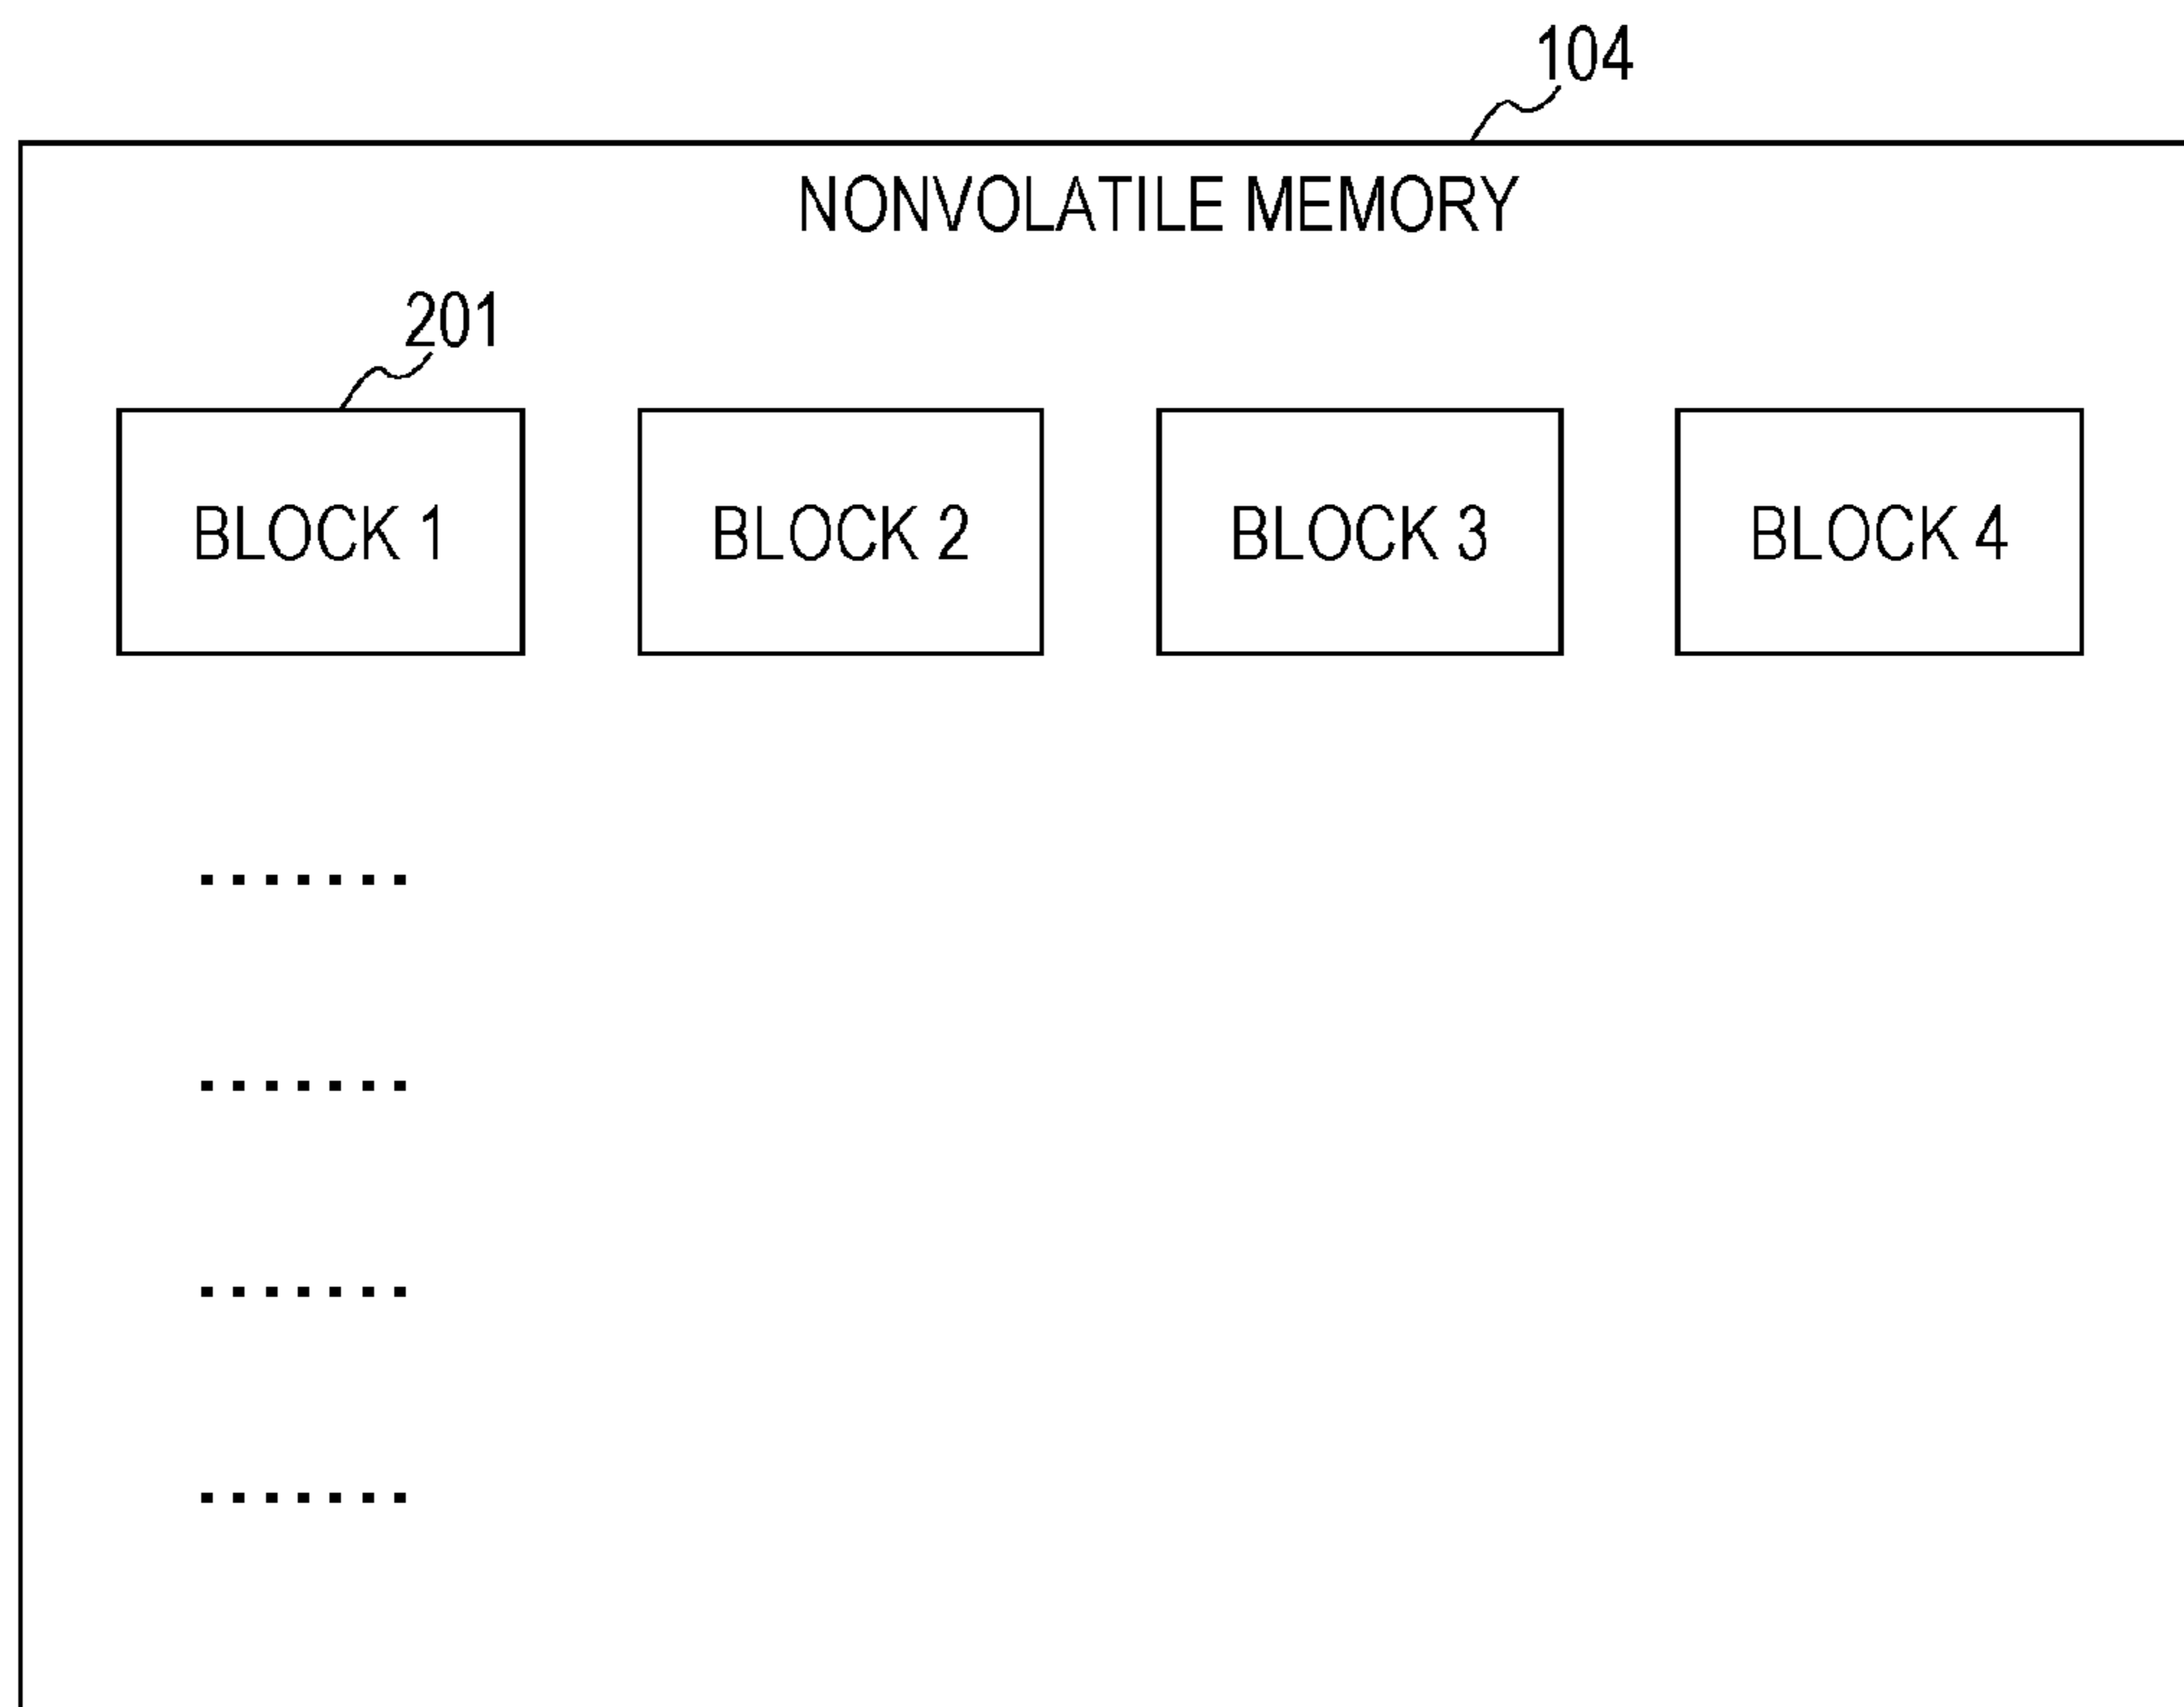 104
NONVOLATILE MEMORY
201
BLOCK 1
BLOCK 2
BLOCK 3
BLOCK 4
.......
.......
.......
.......